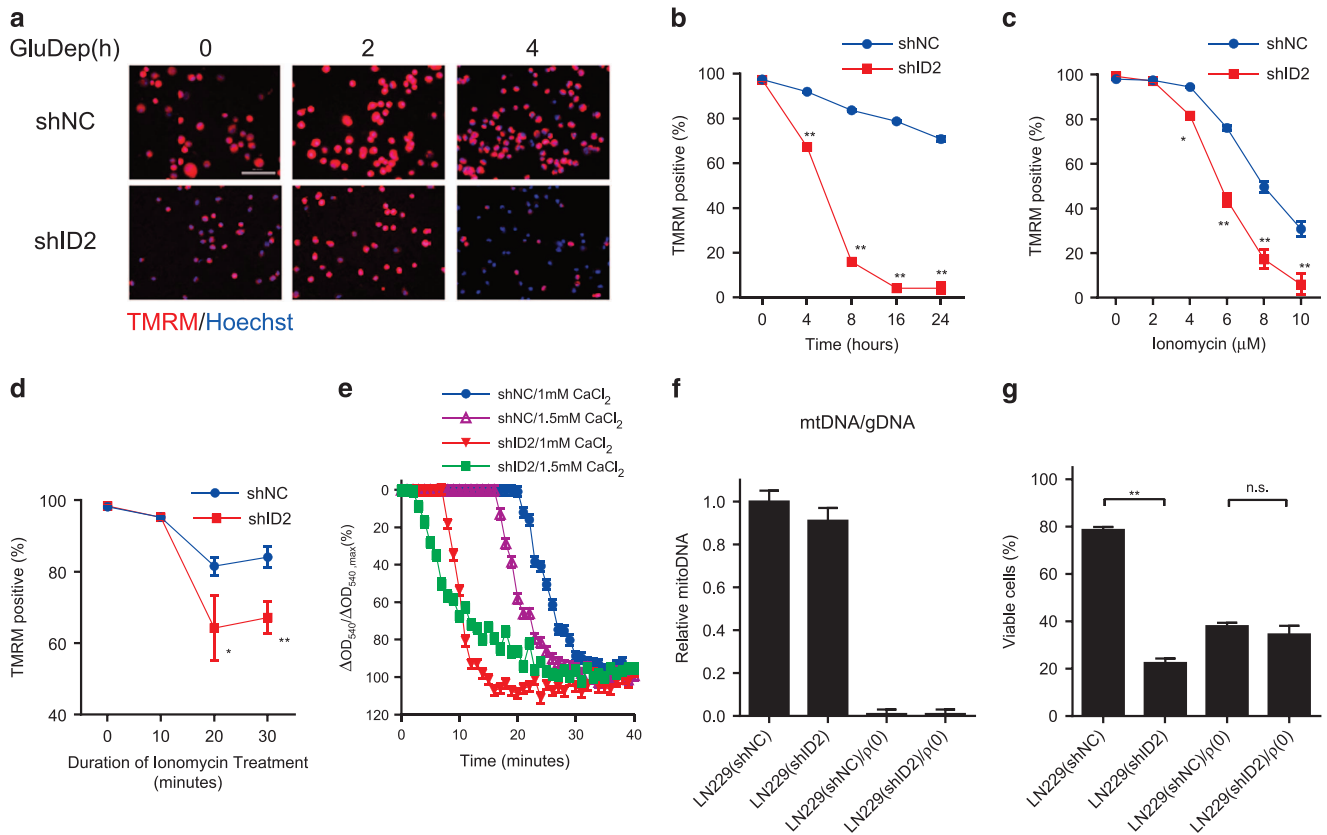 a
GluDep(h) 0 2 4
shNC
shID2
TMRM/Hoechst
b
shNC
shID2
TMRM positive (%)
100
80
60
40
20
0
**
**
**
**
0 4 8 16 24
Time (hours)
c
shNC
shID2
TMRM positive (%)
100
80
60
40
20
0
*
**
**
**
0 2 4 6 8 10
Ionomycin (μM)
d
shNC
shID2
TMRM positive (%)
100
80
60
40
*
**
0 10 20 30
Duration of Ionomycin Treatment
(minutes)
e
shNC/1mM CaCl2
shNC/1.5mM CaCl2
shID2/1mM CaCl2
shID2/1.5mM CaCl2
ΔOD540/ΔOD540,max(%)
0
20
40
60
80
100
120
0 10 20 30 40
Time (minutes)
f
mtDNA/gDNA
Relative mitoDNA
1.0
0.8
0.6
0.4
0.2
0.0
LN229(shNC)
LN229(shID2)
LN229(shNC)/ρ(0)
LN229(shID2)/ρ(0)
g
Viable cells (%)
100
80
60
40
20
0
**
n.s.
LN229(shNC)
LN229(shID2)
LN229(shNC)/ρ(0)
LN229(shID2)/ρ(0)